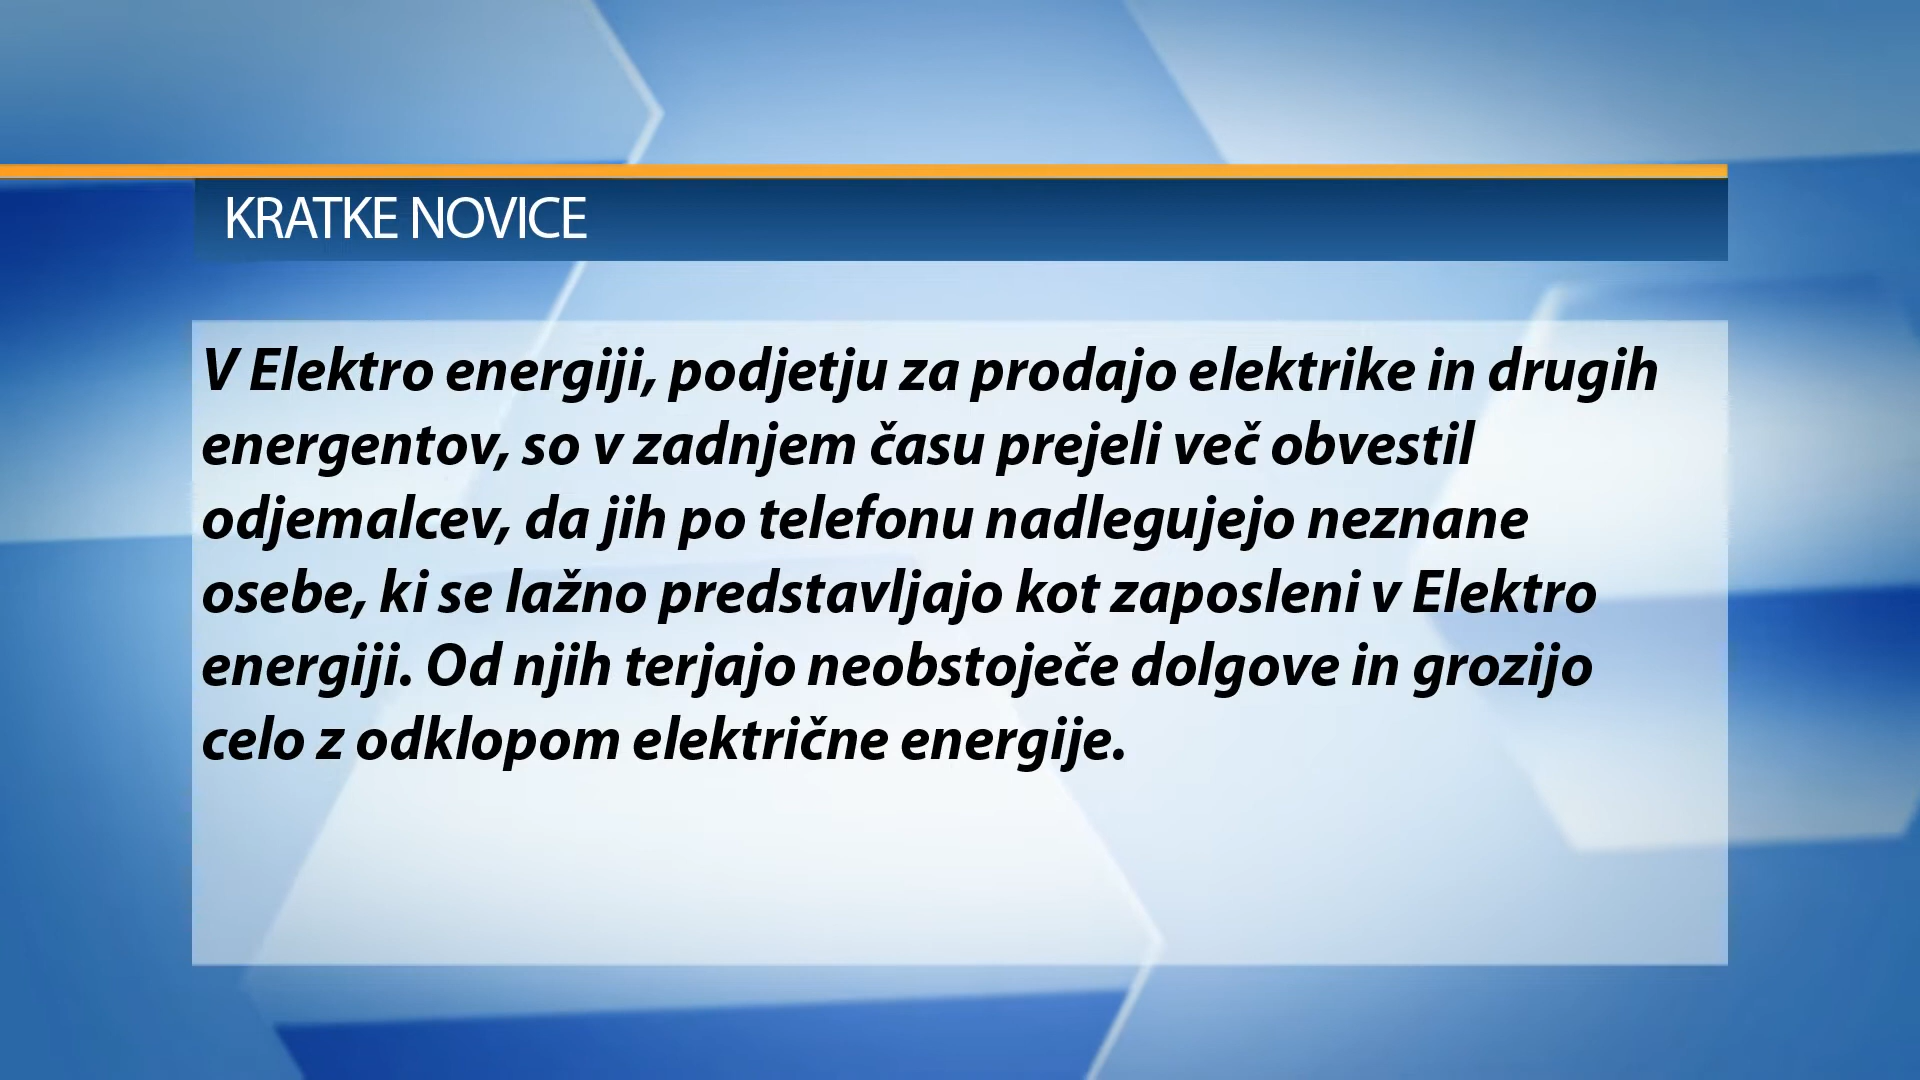 KRATKE NOVICE
V Elektro energiji, podjetju za prodajo elektrike in drugih
energentov, so v zadnjem času prejeli več obvestil
odjemalcev, da jih po telefonu nadlegujejo neznane
osebe, ki se lažno predstavljajo kot zaposleni v Elektro
energiji. Od njih terjajo neobstoječe dolgove in grozijo
celo z odklopom električne energije.